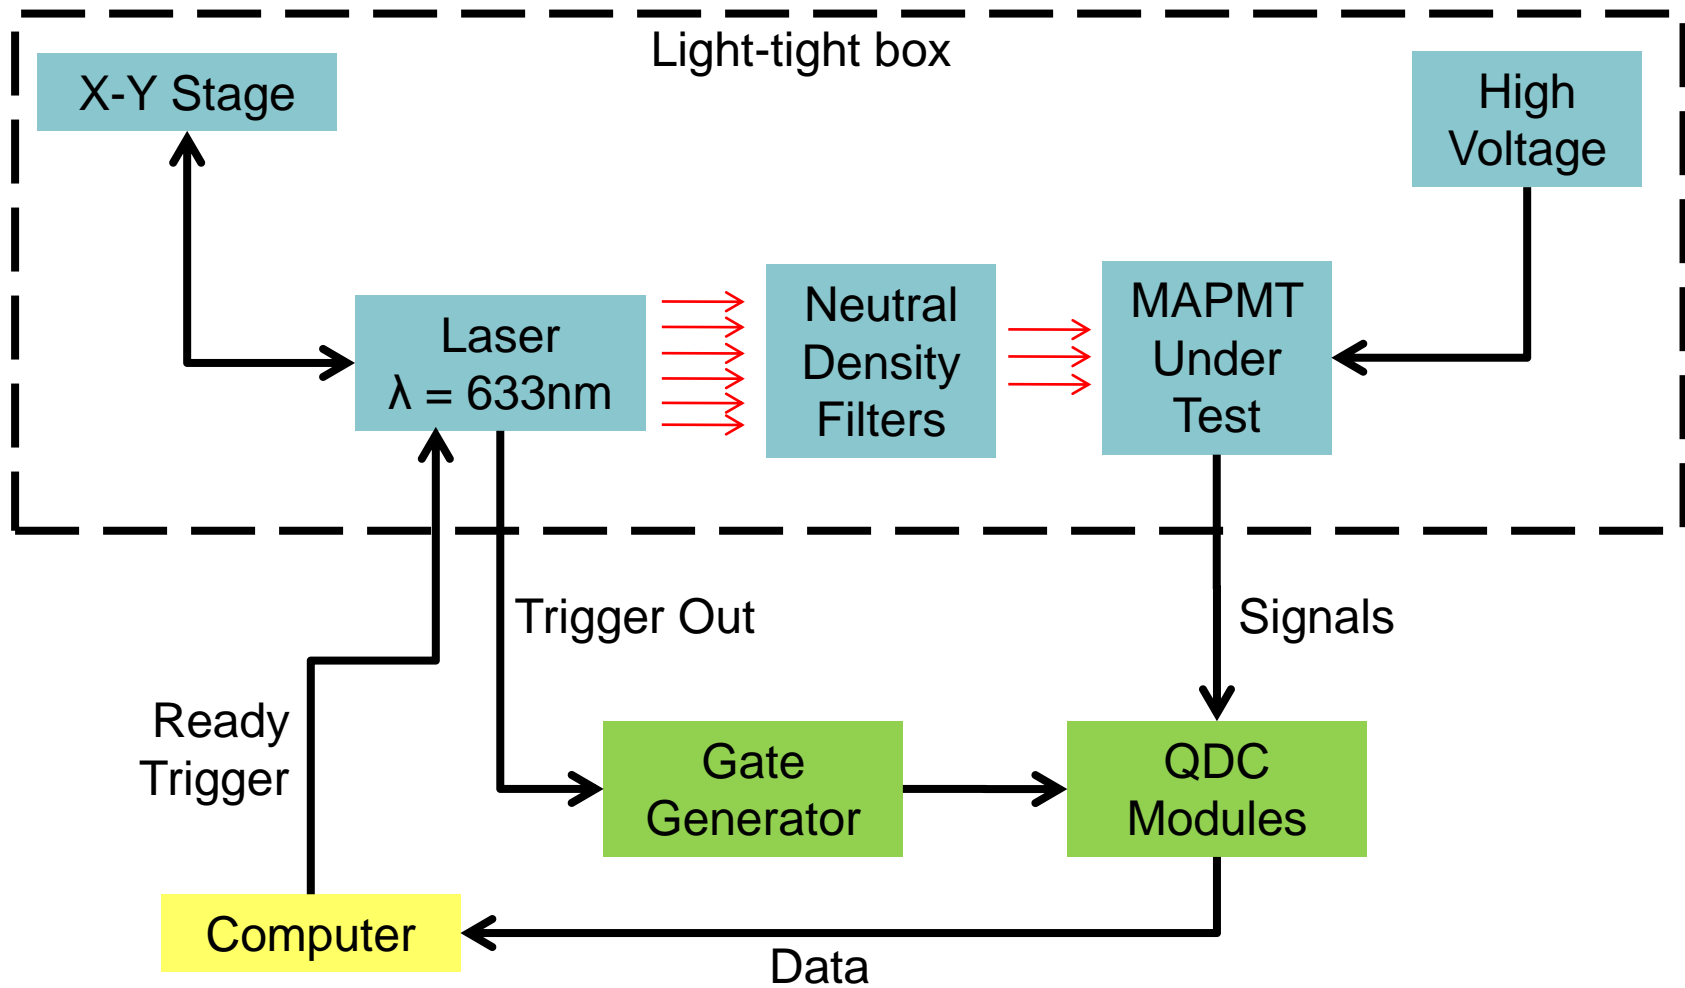 Light-tight box
X-Y Stage
High
Voltage
Laser
λ = 633nm
Neutral
Density
Filters
MAPMT
Under
Test
Trigger Out
Signals
Ready
Trigger
Gate
Generator
QDC
Modules
Computer
Data